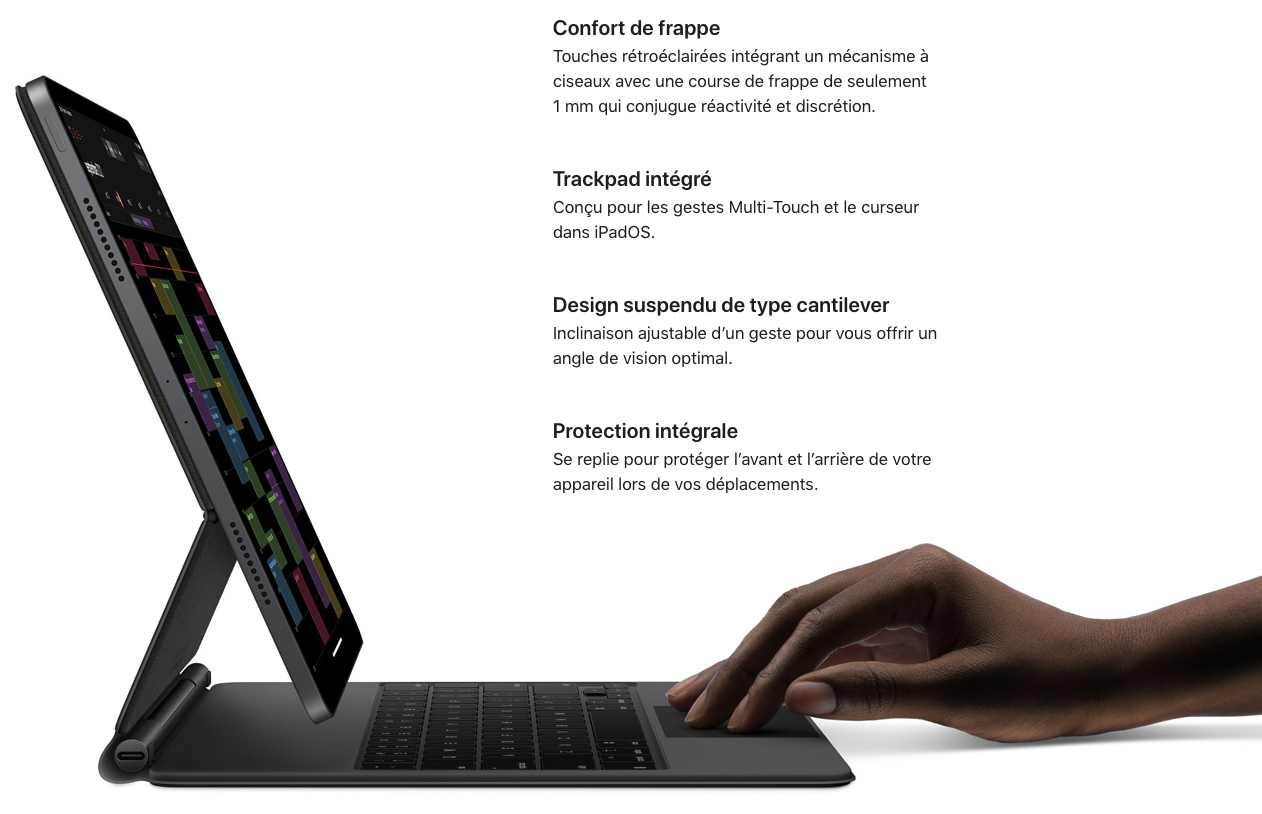 Confort de frappe
Touches rétroéclairées intégrant un mécanisme à
ciseaux avec une course de frappe de seulement
1 mm qui conjugue réactivité et discrétion.
Trackpad intégré
Conçu pour les gestes Multi-Touch et le curseur
dans iPadOS.
Design suspendu de type cantilever
Inclinaison ajustable d’un geste pour vous offrir un
angle de vision optimal.
Protection intégrale
Se replie pour protéger l’avant et l’arrière de votre
appareil lors de vos déplacements.